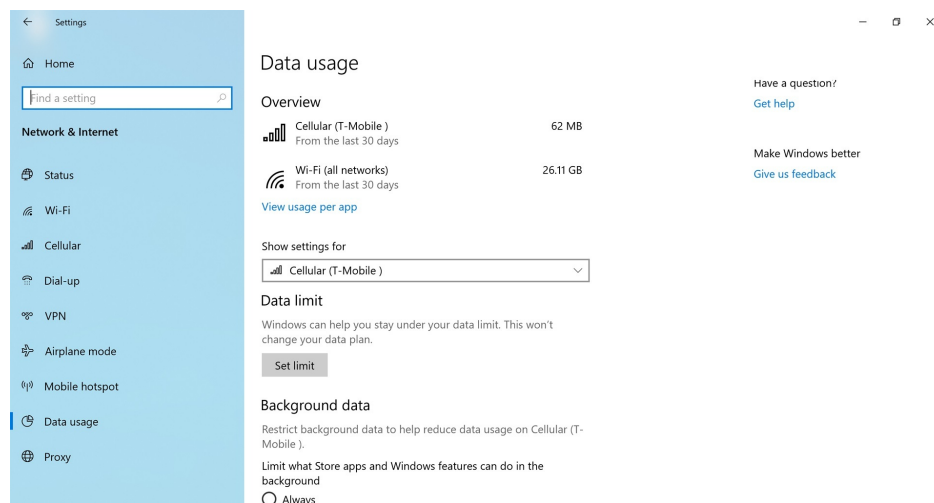 Settings
Home
Find a setting
Network & Internet
Status
Wi-Fi
Cellular
Dial-up
VPN
Airplane mode
Mobile hotspot
Data usage
Proxy
Data usage
Overview
Cellular (T-Mobile ) 62 MB
From the last 30 days
Wi-Fi (all networks) 26.11 GB
From the last 30 days
View usage per app
Show settings for
Cellular (T-Mobile )
Data limit
Windows can help you stay under your data limit. This won't
change your data plan.
Set limit
Background data
Restrict background data to help reduce data usage on Cellular (T-
Mobile ).
Limit what Store apps and Windows features can do in the
background
Always
Have a question?
Get help
Make Windows better
Give us feedback